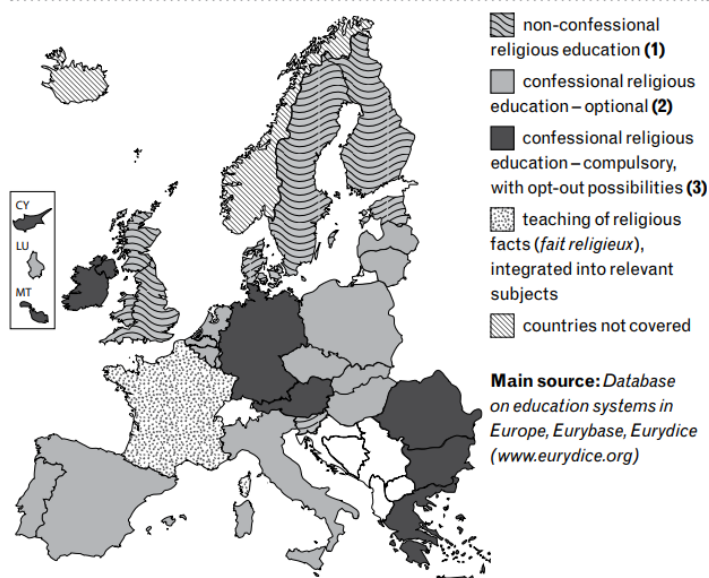 non-confessional
religious education (1)
confessional religious
education – optional (2)
confessional religious
education – compulsory,
with opt-out possibilities (3)
teaching of religious
facts (fait religieux),
integrated into relevant
subjects
countries not covered
Main source: Database
on education systems in
Europe, Eurybase, Eurydice
(www.eurydice.org)
CY
LU
MT